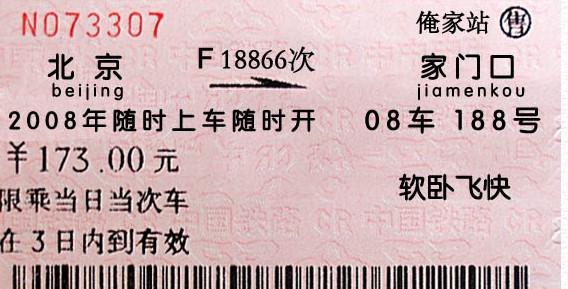 N073307 俺家站 售
北京 F 18866次 家门口
beijing jiamenkou
2008年随时上车随时开 08车 188号
￥173.00元
软卧飞快
限乘当日当次车
在3日内到有效